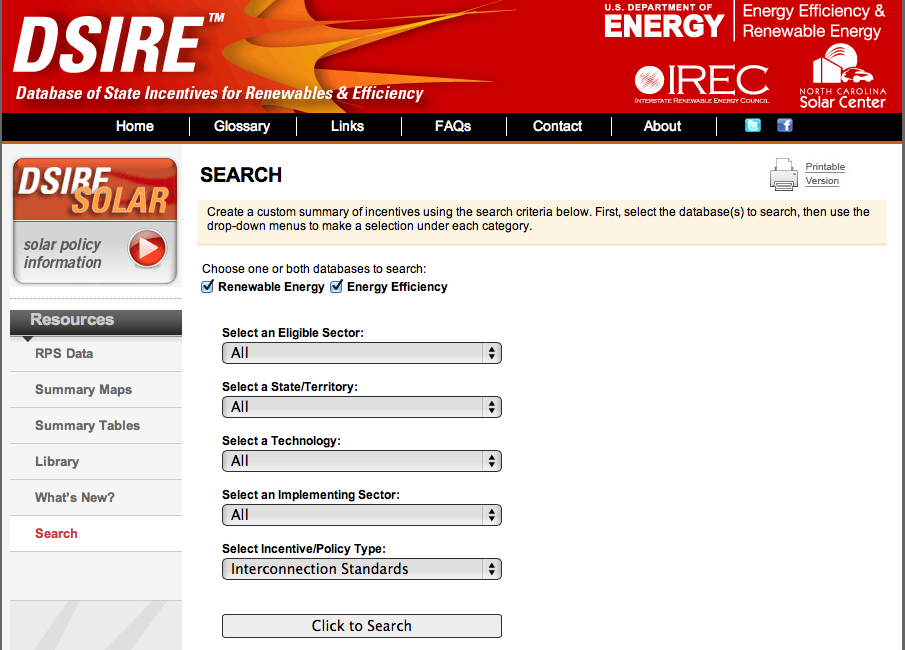 DSIRE™
Database of State Incentives for Renewables & Efficiency
U.S. DEPARTMENT OF
ENERGY
Energy Efficiency &
Renewable Energy
IREC
INTERSTATE RENEWABLE ENERGY COUNCIL
NORTH CAROLINA
Solar Center
Home Glossary Links FAQs Contact About
DSIRE
SOLAR
solar policy
information
Resources
RPS Data
Summary Maps
Summary Tables
Library
What's New?
Search
SEARCH
Printable
Version
Create a custom summary of incentives using the search criteria below. First, select the database(s) to search, then use the
drop-down menus to make a selection under each category.
Choose one or both databases to search:
Renewable Energy Energy Efficiency
Select an Eligible Sector:
All
Select a State/Territory:
All
Select a Technology:
All
Select an Implementing Sector:
All
Select Incentive/Policy Type:
Interconnection Standards
Click to Search